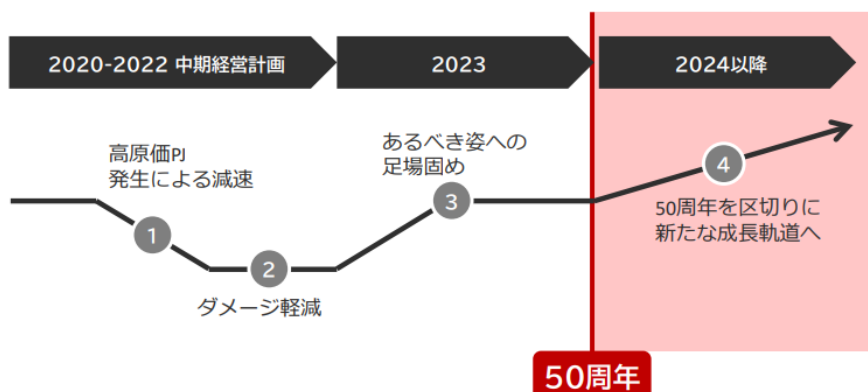 2020-2022 中期経営計画
2023
2024以降
高原価PJ
発生による減速
あるべき姿への
足場固め
1
2
3
4
ダメージ軽減
50周年を区切りに
新たな成長軌道へ
50周年